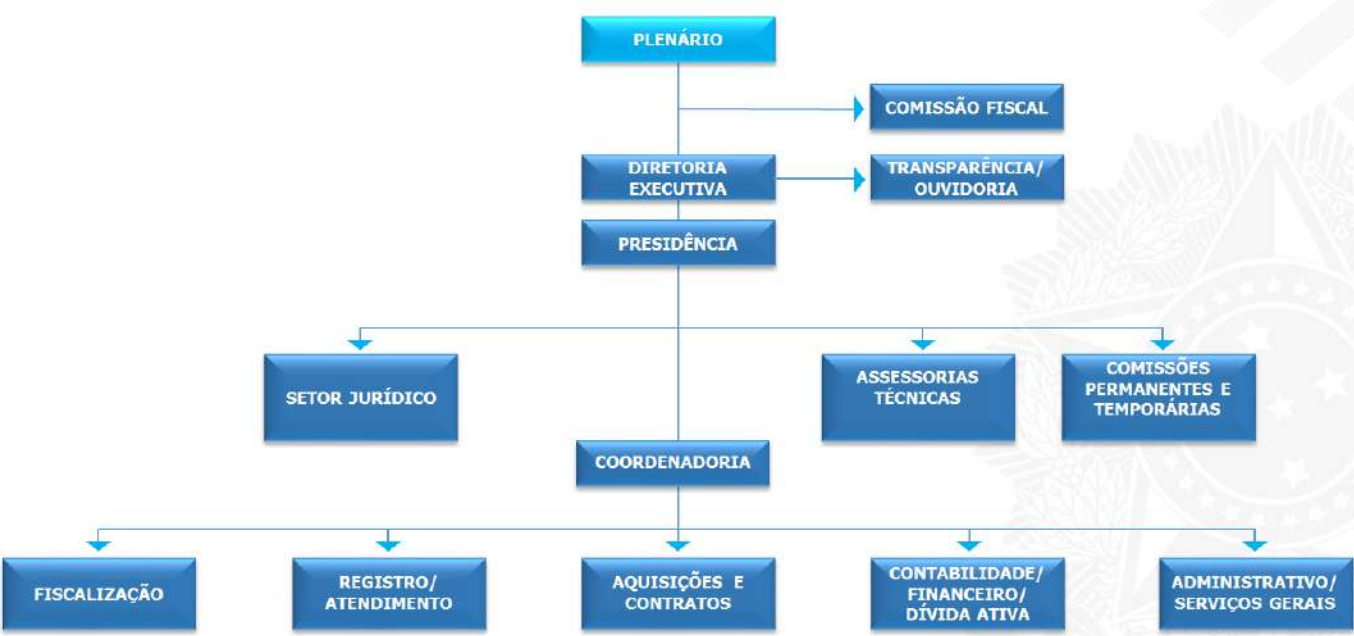 PLENÁRIO
COMISSÃO FISCAL
DIRETORIA
EXECUTIVA
TRANSPARÊNCIA/
OUVIDORIA
PRESIDÊNCIA
SETOR JURÍDICO
ASSESSORIAS
TÉCNICAS
COMISSÕES
PERMANENTES E
TEMPORÁRIAS
COORDENADORIA
FISCALIZAÇÃO
REGISTRO/
ATENDIMENTO
AQUISIÇÕES E
CONTRATOS
CONTABILIDADE/
FINANCEIRO/
DÍVIDA ATIVA
ADMINISTRATIVO/
SERVIÇOS GERAIS